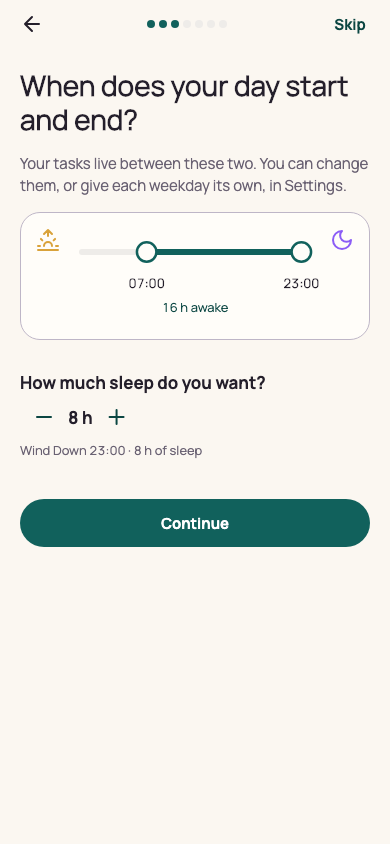 Skip
When does your day start
and end?
Your tasks live between these two. You can change
them, or give each weekday its own, in Settings.
07:00
23:00
16 h awake
How much sleep do you want?
8 h
Wind Down 23:00 · 8 h of sleep
Continue